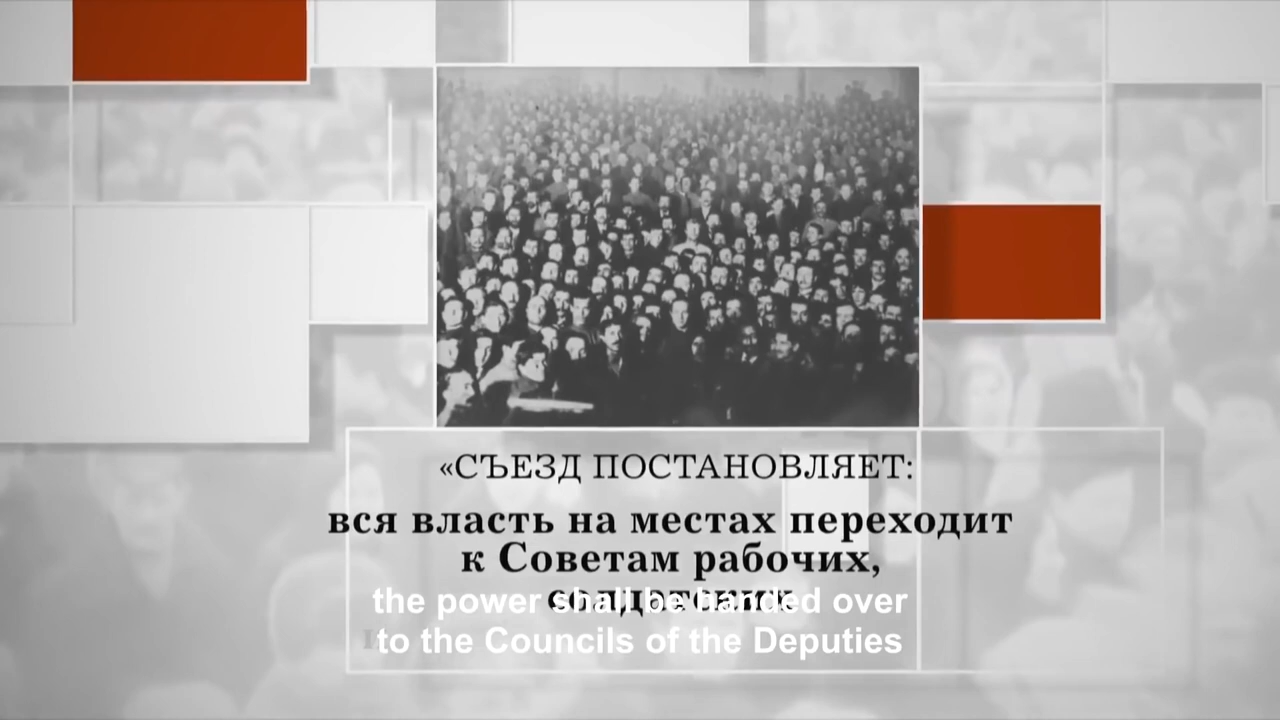 «СЪЕЗД ПОСТАНОВЛЯЕТ:
вся власть на местах переходит
к Советам рабочих,
солдатских
the power shall be handed over
to the Councils of the Deputies